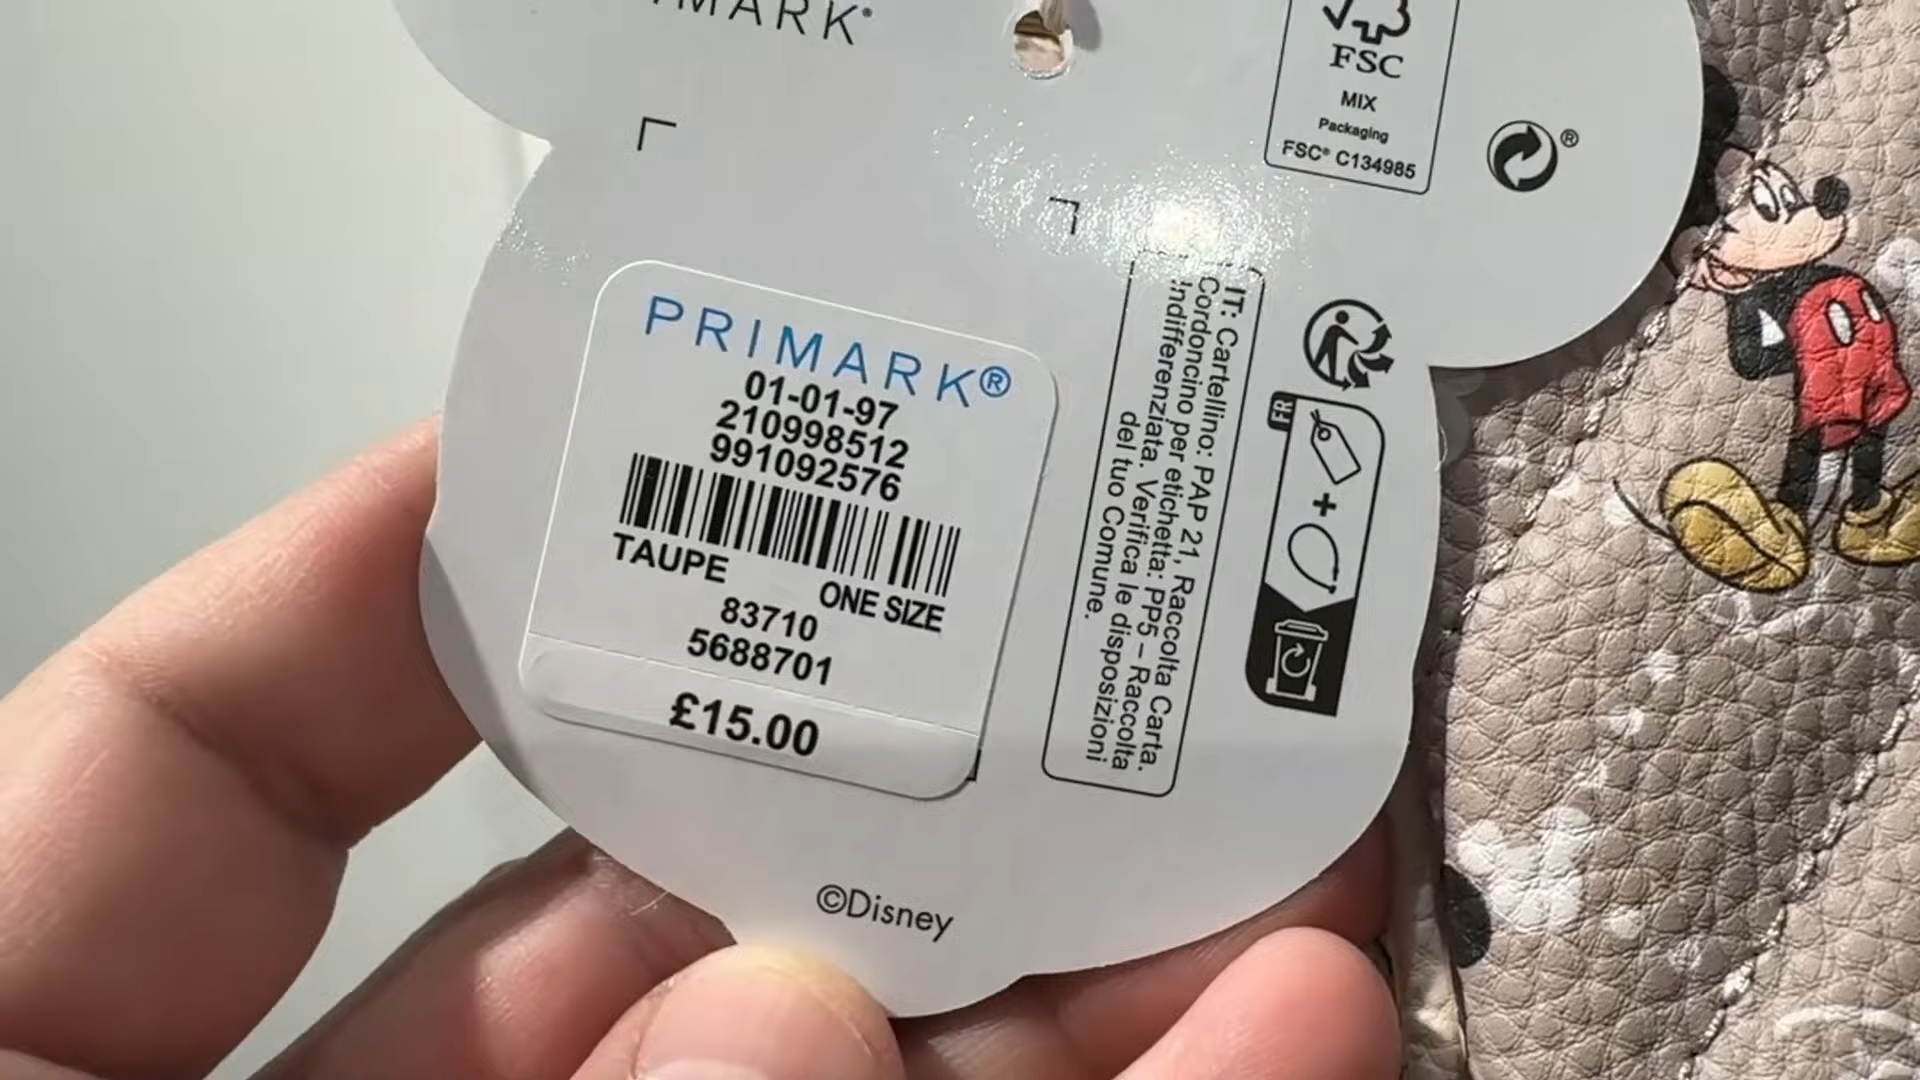 FSC
MIX
Packaging
FSC® C134985
®
PRIMARK®
01-01-97
210998512
991092576
TAUPE
ONE SIZE
83710
5688701
£15.00
IT: Cartellino: PAP 21, Raccolta Carta.
Cordoncino per etichetta: PP5 – Raccolta
Indifferenziata. Verifica le disposizioni
del tuo Comune.
FR
+
©Disney